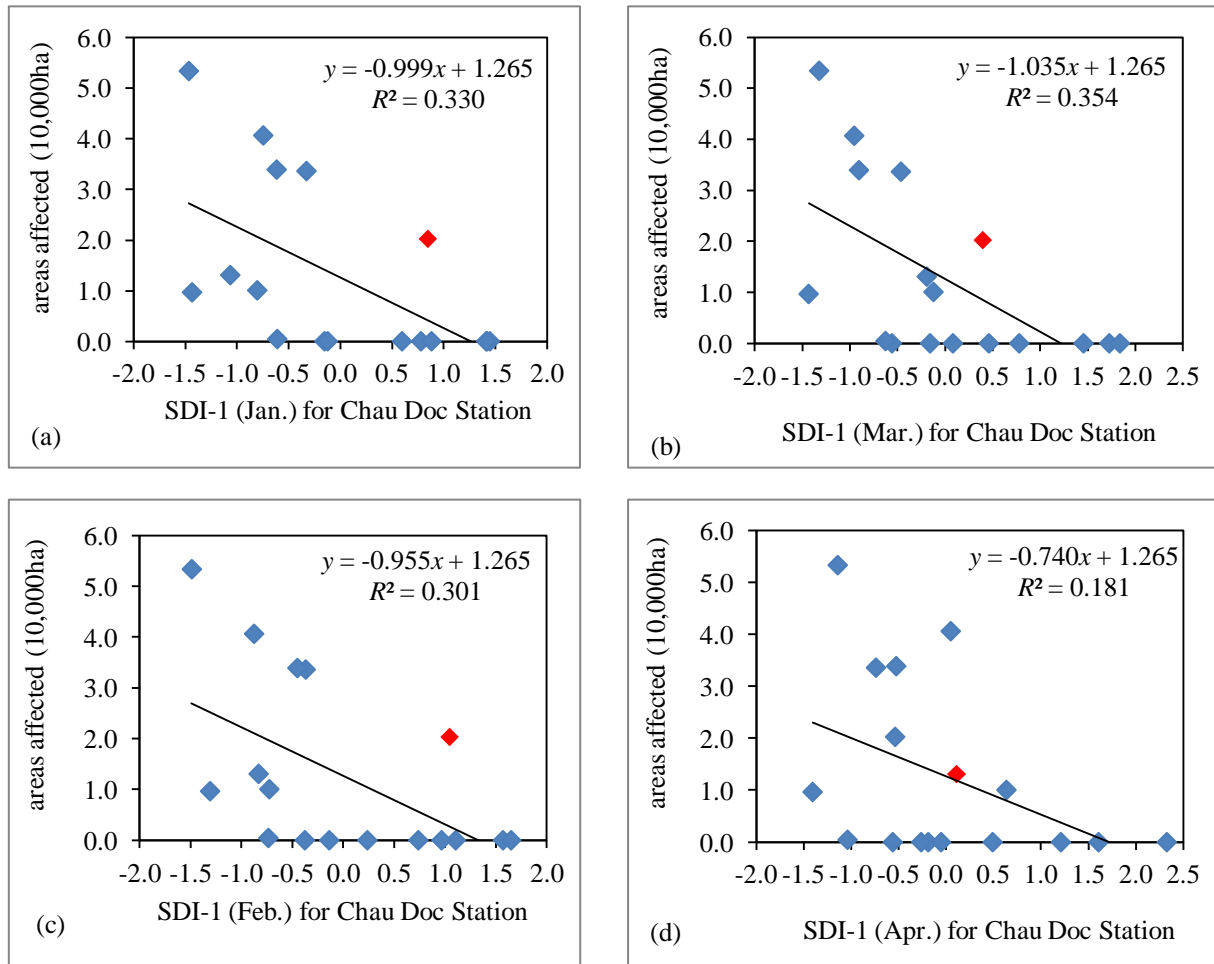 6.0
5.0
4.0
3.0
2.0
1.0
0.0
areas affected (10,000ha)
y = -0.999x + 1.265
R² = 0.330
-2.0 -1.5 -1.0 -0.5 0.0 0.5 1.0 1.5 2.0
SDI-1 (Jan.) for Chau Doc Station
(a)
6.0
5.0
4.0
3.0
2.0
1.0
0.0
areas affected (10,000ha)
y = -1.035x + 1.265
R² = 0.354
-2.0 -1.5 -1.0 -0.5 0.0 0.5 1.0 1.5 2.0
SDI-1 (Mar.) for Chau Doc Station
(b)
6.0
5.0
4.0
3.0
2.0
1.0
0.0
areas affected (10,000ha)
y = -0.955x + 1.265
R² = 0.301
-2.0 -1.5 -1.0 -0.5 0.0 0.5 1.0 1.5 2.0
SDI-1 (Feb.) for Chau Doc Station
(c)
6.0
5.0
4.0
3.0
2.0
1.0
0.0
areas affected (10,000ha)
y = -0.740x + 1.265
R² = 0.181
-2.0 -1.5 -1.0 -0.5 0.0 0.5 1.0 1.5 2.0 2.5
SDI-1 (Apr.) for Chau Doc Station
(d)